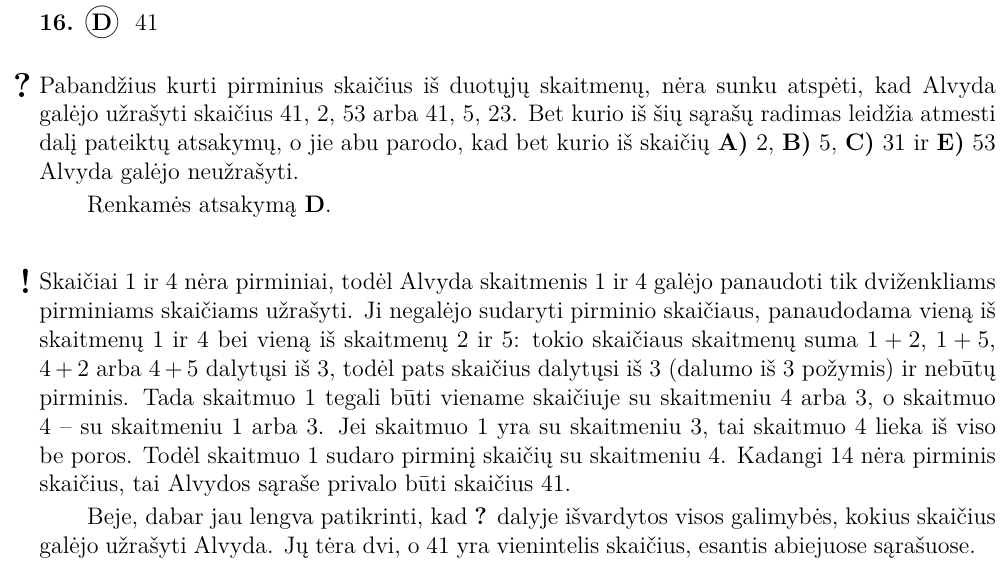 16. D 41
? Pabandžius kurti pirminius skaičius iš duotųjų skaitmenų, nėra sunku atspėti, kad Alvyda
galėjo užrašyti skaičius 41, 2, 53 arba 41, 5, 23. Bet kurio iš šių sąrašų radimas leidžia atmesti
dalį pateiktų atsakymų, o jie abu parodo, kad bet kurio iš skaičių A) 2, B) 5, C) 31 ir E) 53
Alvyda galėjo neužrašyti.
Renkamės atsakymą D.
! Skaičiai 1 ir 4 nėra pirminiai, todėl Alvyda skaitmenis 1 ir 4 galėjo panaudoti tik dviženkliams
pirminiams skaičiams užrašyti. Ji negalėjo sudaryti pirminio skaičiaus, panaudodama vieną iš
skaitmenų 1 ir 4 bei vieną iš skaitmenų 2 ir 5: tokio skaičiaus skaitmenų suma 1 + 2, 1 + 5,
4 + 2 arba 4 + 5 dalytųsi iš 3, todėl pats skaičius dalytųsi iš 3 (dalumo iš 3 požymis) ir nebūtų
pirminis. Tada skaitmuo 1 tegali būti viename skaičiuje su skaitmeniu 4 arba 3, o skaitmuo
4 – su skaitmeniu 1 arba 3. Jei skaitmuo 1 yra su skaitmeniu 3, tai skaitmuo 4 lieka iš viso
be poros. Todėl skaitmuo 1 sudaro pirminį skaičių su skaitmeniu 4. Kadangi 14 nėra pirminis
skaičius, tai Alvydos sąraše privalo būti skaičius 41.
Beje, dabar jau lengva patikrinti, kad ? dalyje išvardytos visos galimybės, kokius skaičius
galėjo užrašyti Alvyda. Jų tėra dvi, o 41 yra vienintelis skaičius, esantis abiejuose sąrašuose.